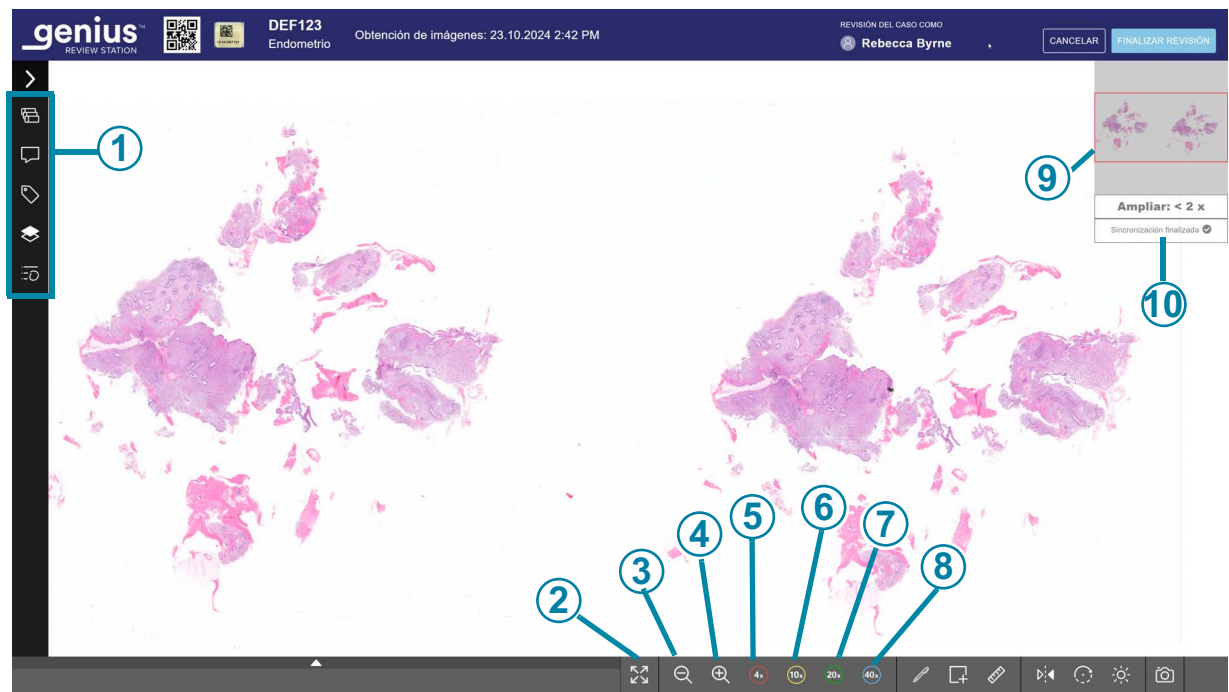 genius™
REVIEW STATION
DEF123
Endometrio
Obtención de imágenes: 23.10.2024 2:42 PM
REVISIÓN DEL CASO COMO
Rebecca Byrne
CANCELAR
FINALIZAR REVISIÓN
1
9
Ampliar: < 2 x
Sincronización finalizada
10
2
3
4
5
6
7
8
4x
10x
20x
40x